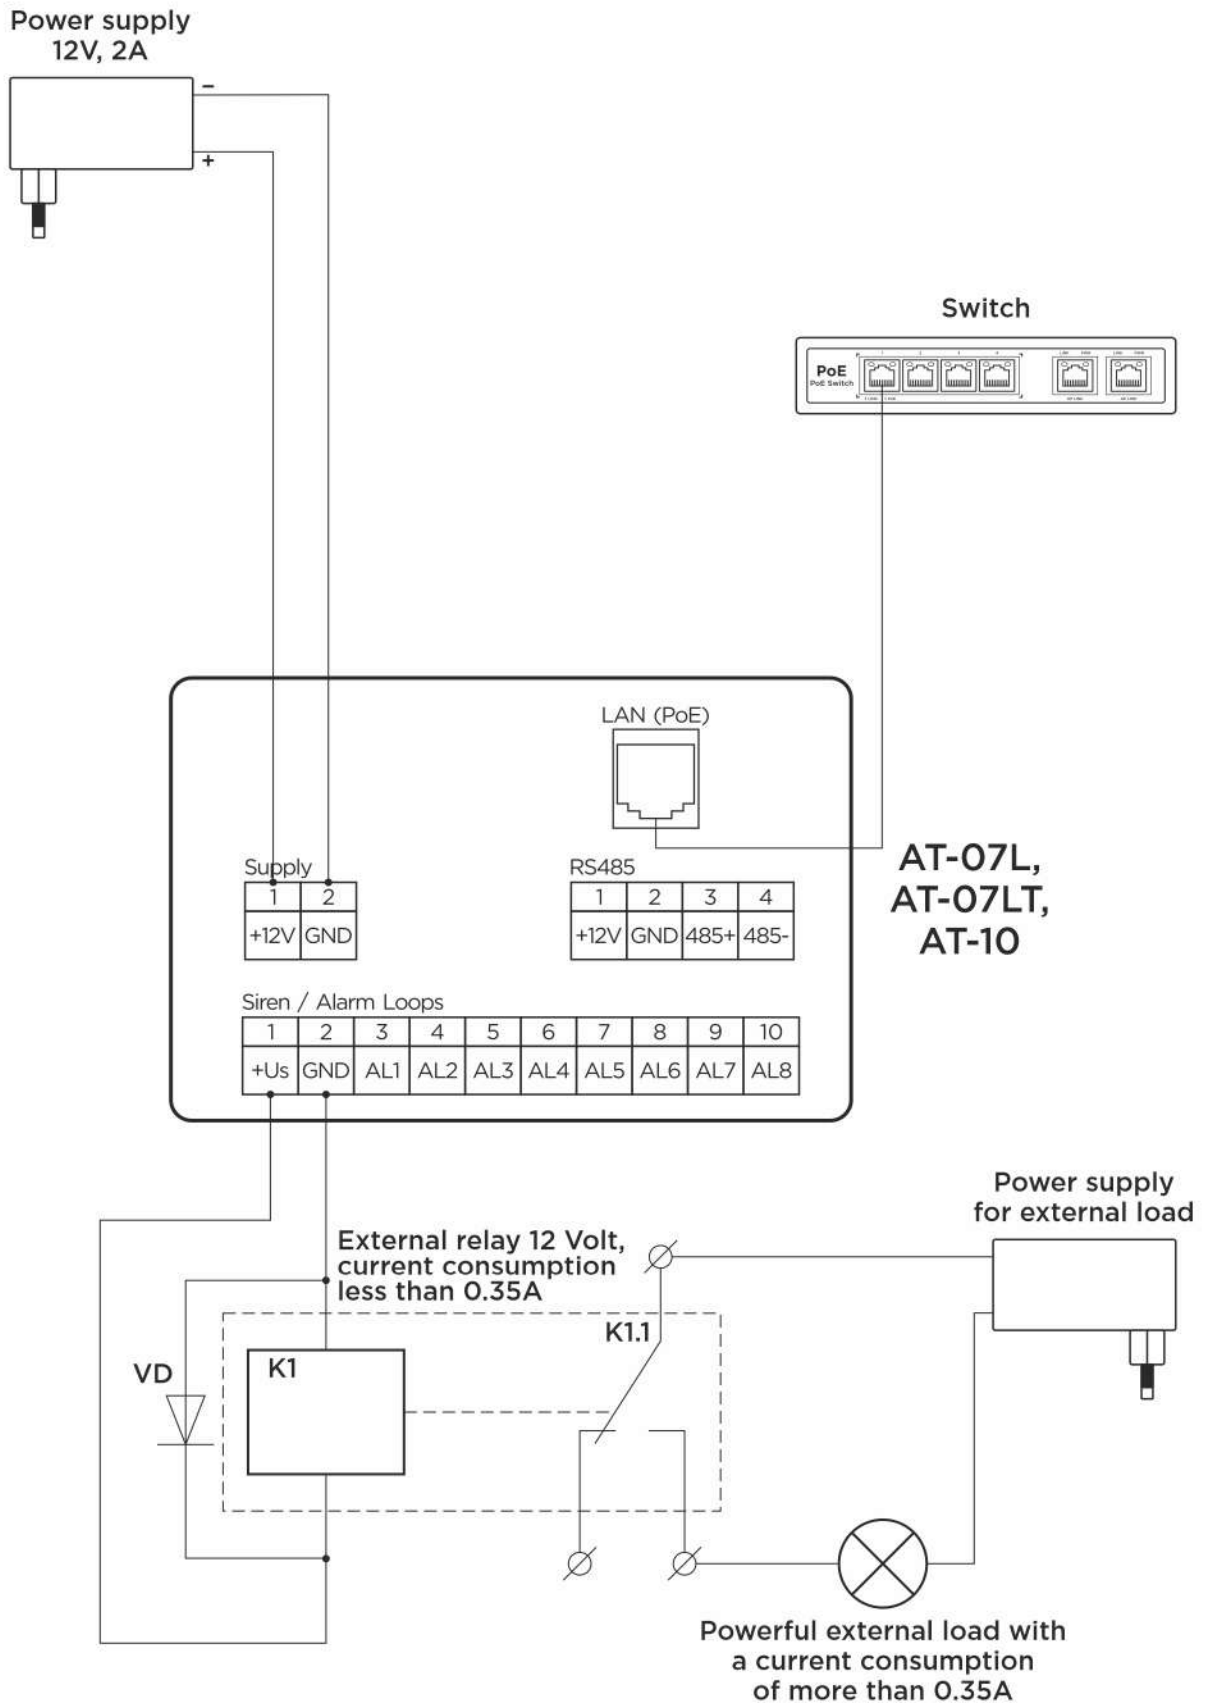 Power supply
12V, 2A
−
+
Switch
1 2 3 4
PoE
PoE Switch
LAN (PoE)
Supply
1 2
+12V GND
RS485
1 2 3 4
+12V GND 485+ 485-
AT-07L,
AT-07LT,
AT-10
Siren / Alarm Loops
1 2 3 4 5 6 7 8 9 10
+Us GND AL1 AL2 AL3 AL4 AL5 AL6 AL7 AL8
Power supply
for external load
External relay 12 Volt,
current consumption
less than 0.35A
K1.1
VD
K1
Powerful external load with
a current consumption
of more than 0.35A